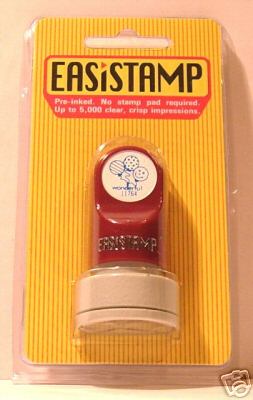 EASiSTAMP
Pre-inked. No stamp pad required.
Up to 5,000 clear, crisp impressions.
wonderful
11764
EASiSTAMP